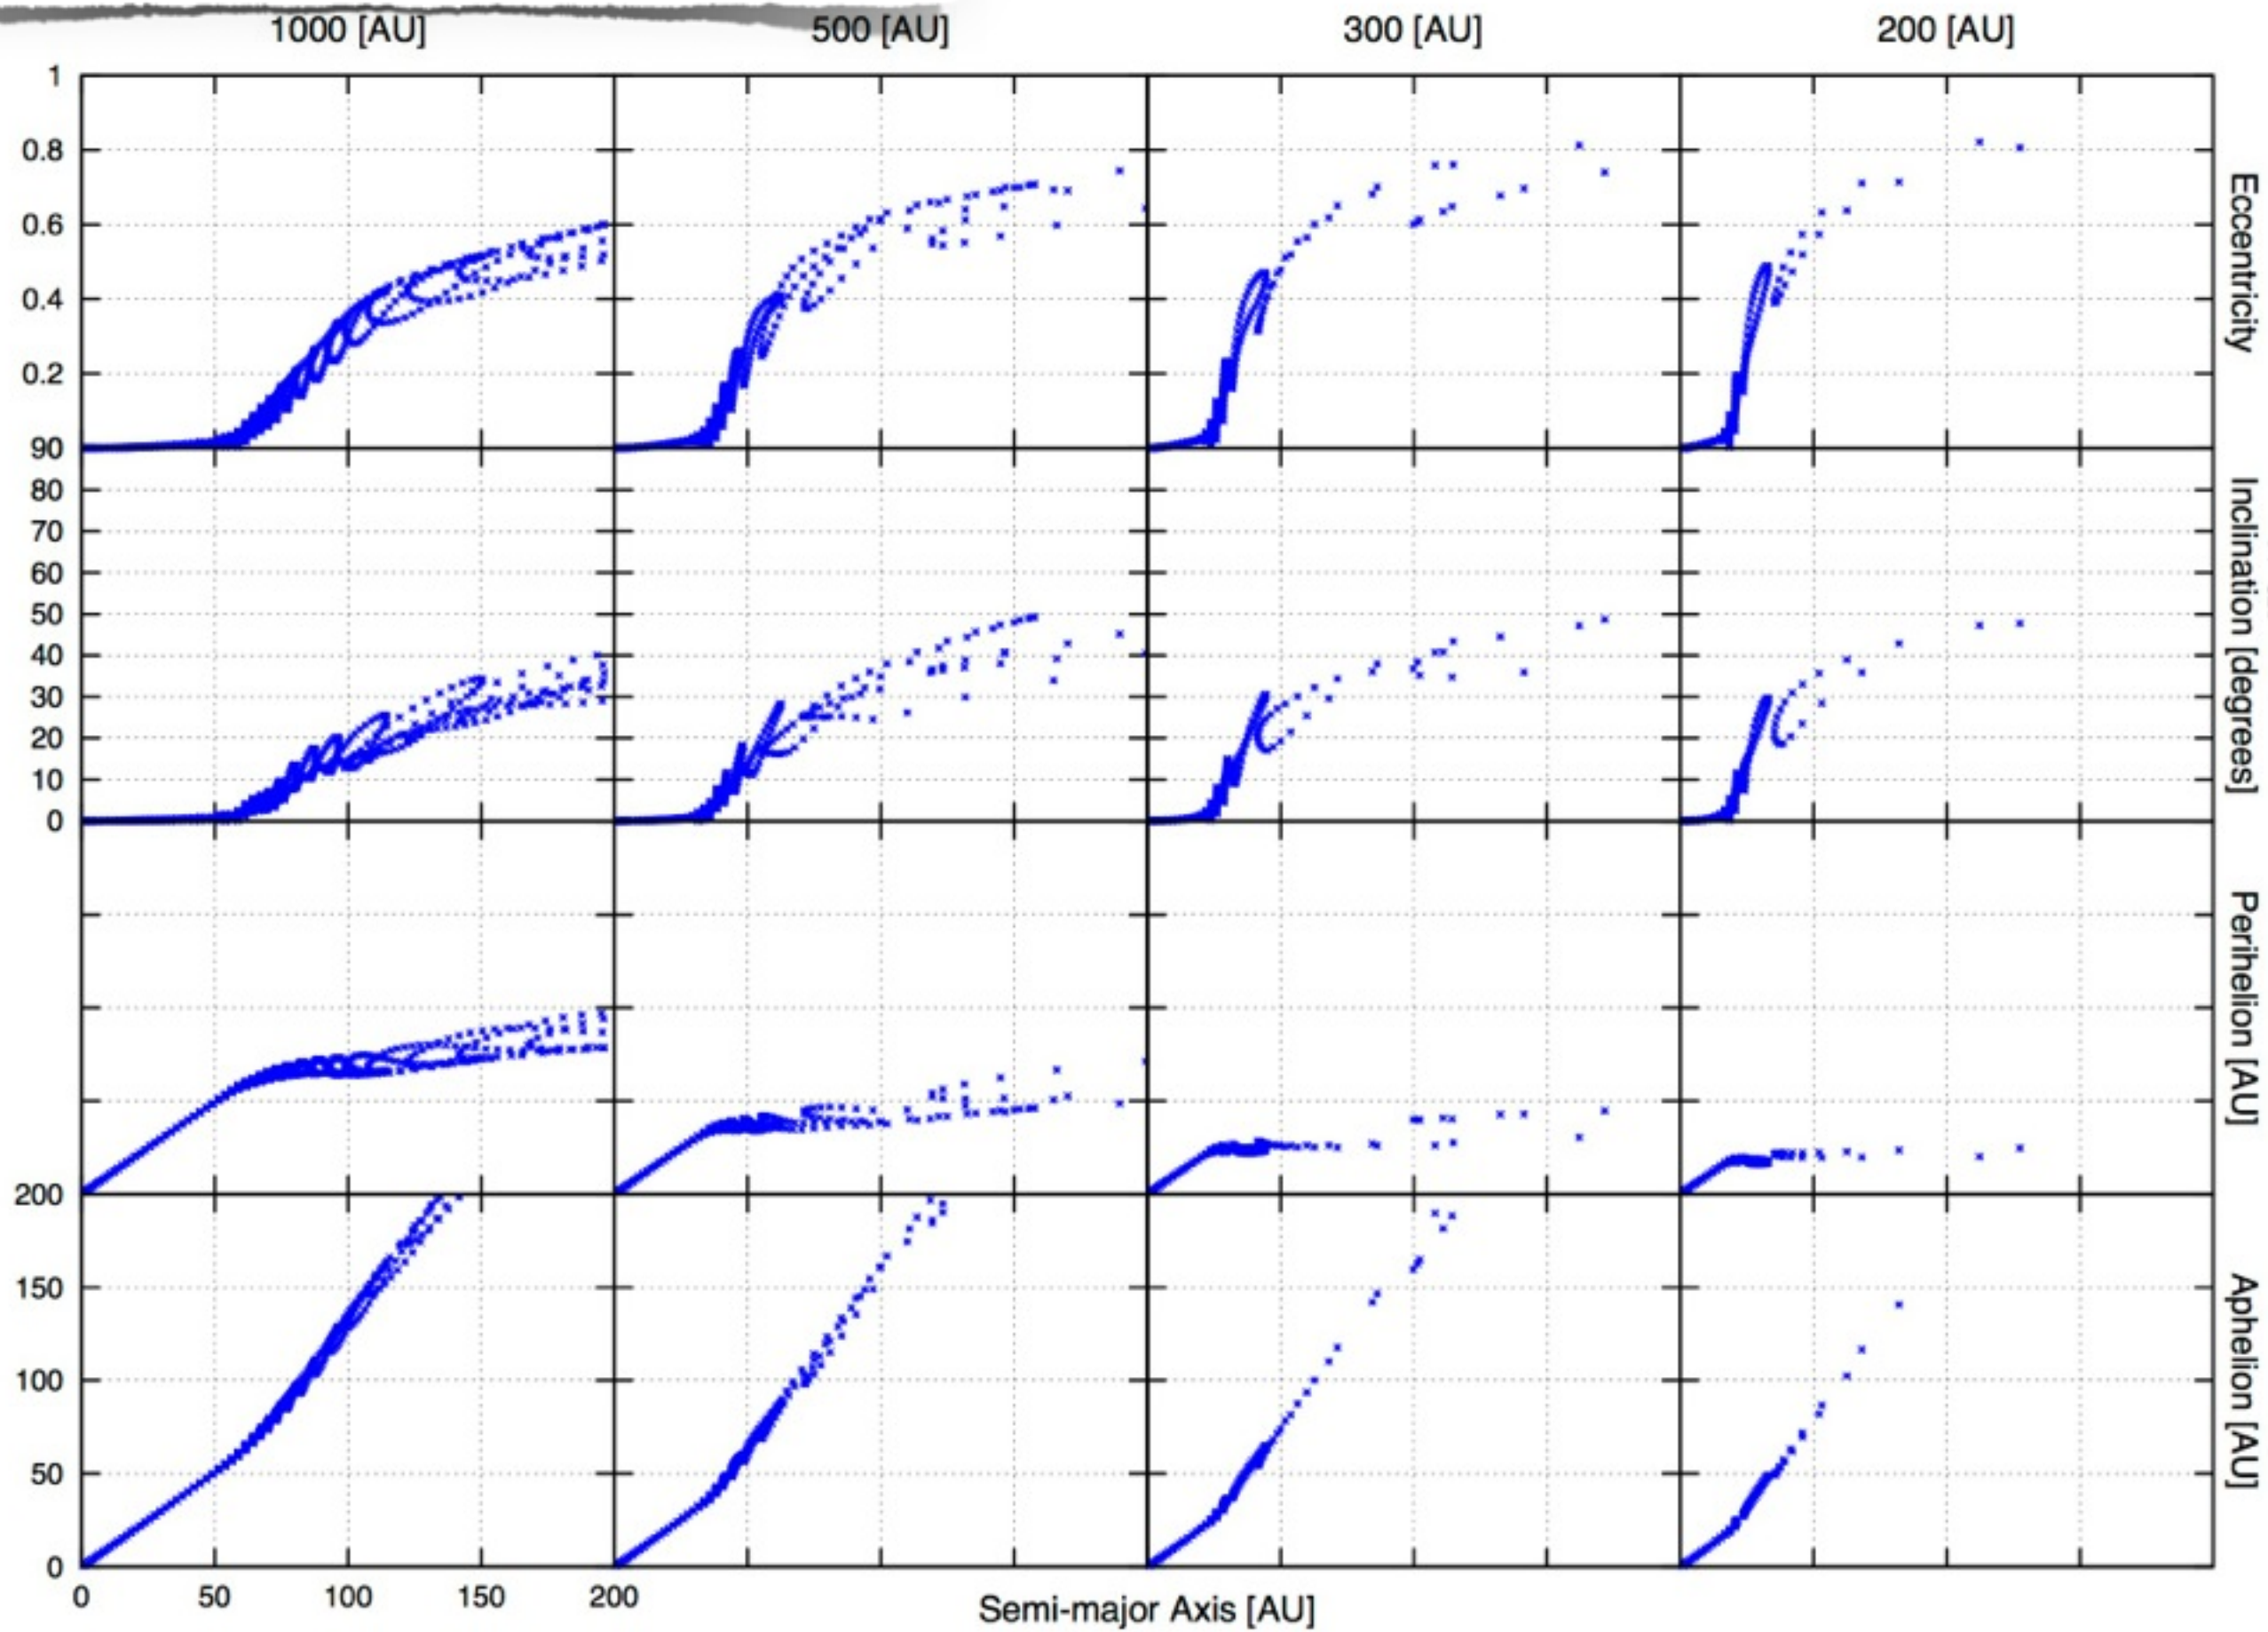 1000 [AU] 500 [AU] 300 [AU] 200 [AU]
1
0.8
0.6
0.4
0.2
Eccentricity
90
80
70
60
50
40
30
20
10
0
Inclination [degrees]
Perihelion [AU]
200
150
100
50
0
Aphelion [AU]
0 50 100 150 200
Semi-major Axis [AU]